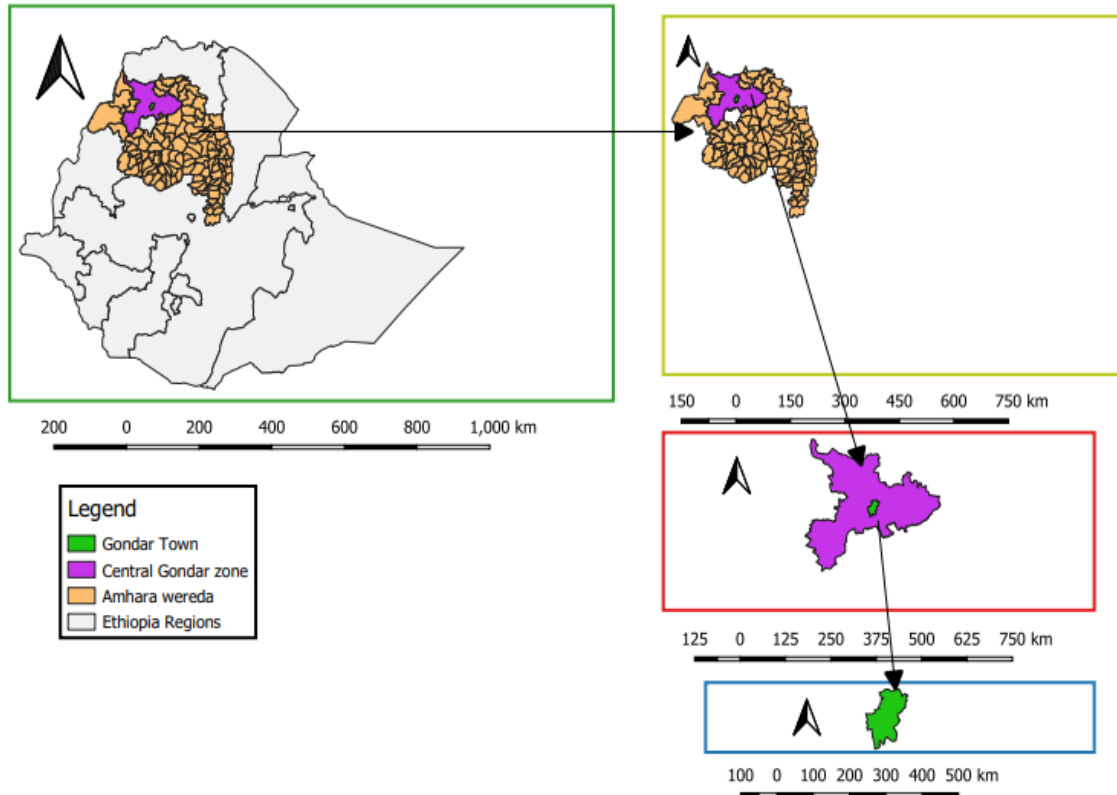 200 0 200 400 600 800 1,000 km
Legend
Gondar Town
Central Gondar zone
Amhara wereda
Ethiopia Regions
150 0 150 300 450 600 750 km
125 0 125 250 375 500 625 750 km
100 0 100 200 300 400 500 km